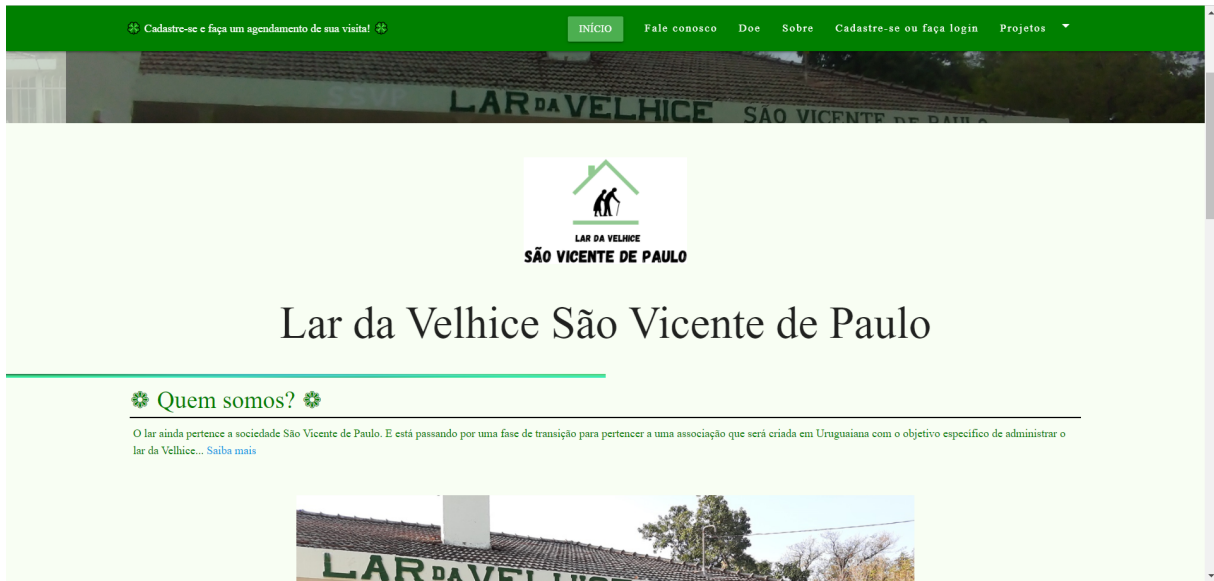 ❂ Cadastre-se e faça um agendamento de sua visita! ❂
INÍCIO Fale conosco Doe Sobre Cadastre-se ou faça login Projetos
SSVP LAR DA VELHICE SÃO VICENTE DE PAULO
LAR DA VELHICE
SÃO VICENTE DE PAULO
Lar da Velhice São Vicente de Paulo
❂ Quem somos? ❂
O lar ainda pertence a sociedade São Vicente de Paulo. E está passando por uma fase de transição para pertencer a uma associação que será criada em Uruguaiana com o objetivo específico de administrar o
lar da Velhice... Saiba mais
LAR DA VELHICE